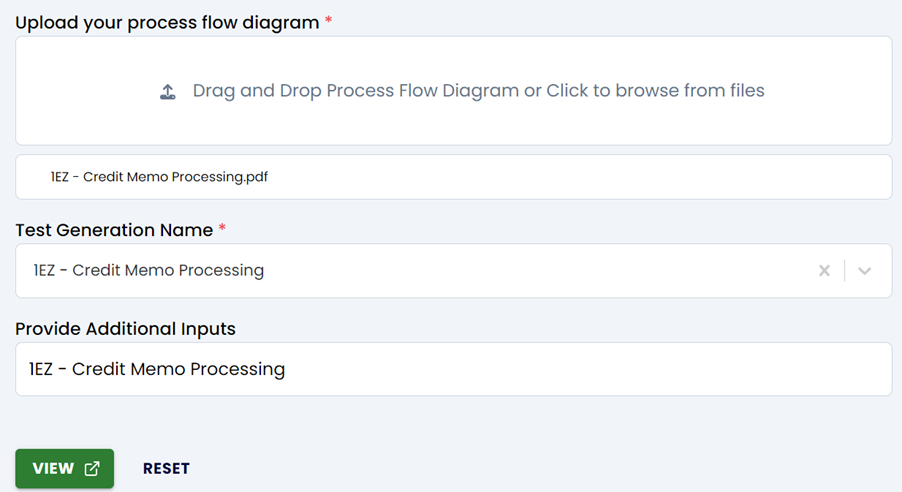 Upload your process flow diagram *
Drag and Drop Process Flow Diagram or Click to browse from files
1EZ - Credit Memo Processing.pdf
Test Generation Name *
1EZ - Credit Memo Processing
Provide Additional Inputs
1EZ - Credit Memo Processing
VIEW RESET